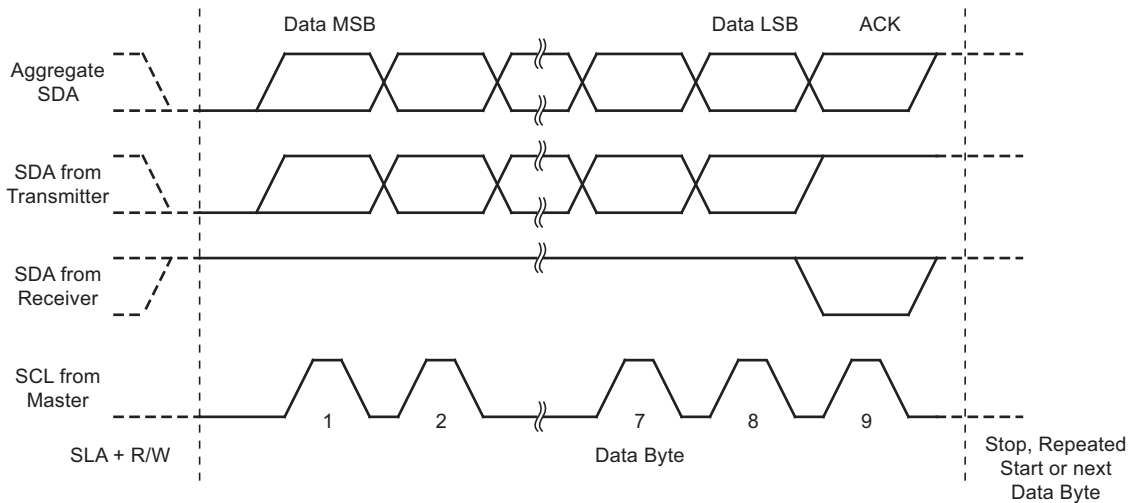 Data MSB
Data LSB
ACK
Aggregate
SDA
SDA from
Transmitter
SDA from
Receiver
SCL from
Master
1
2
7
8
9
SLA + R/W
Data Byte
Stop, Repeated
Start or next
Data Byte